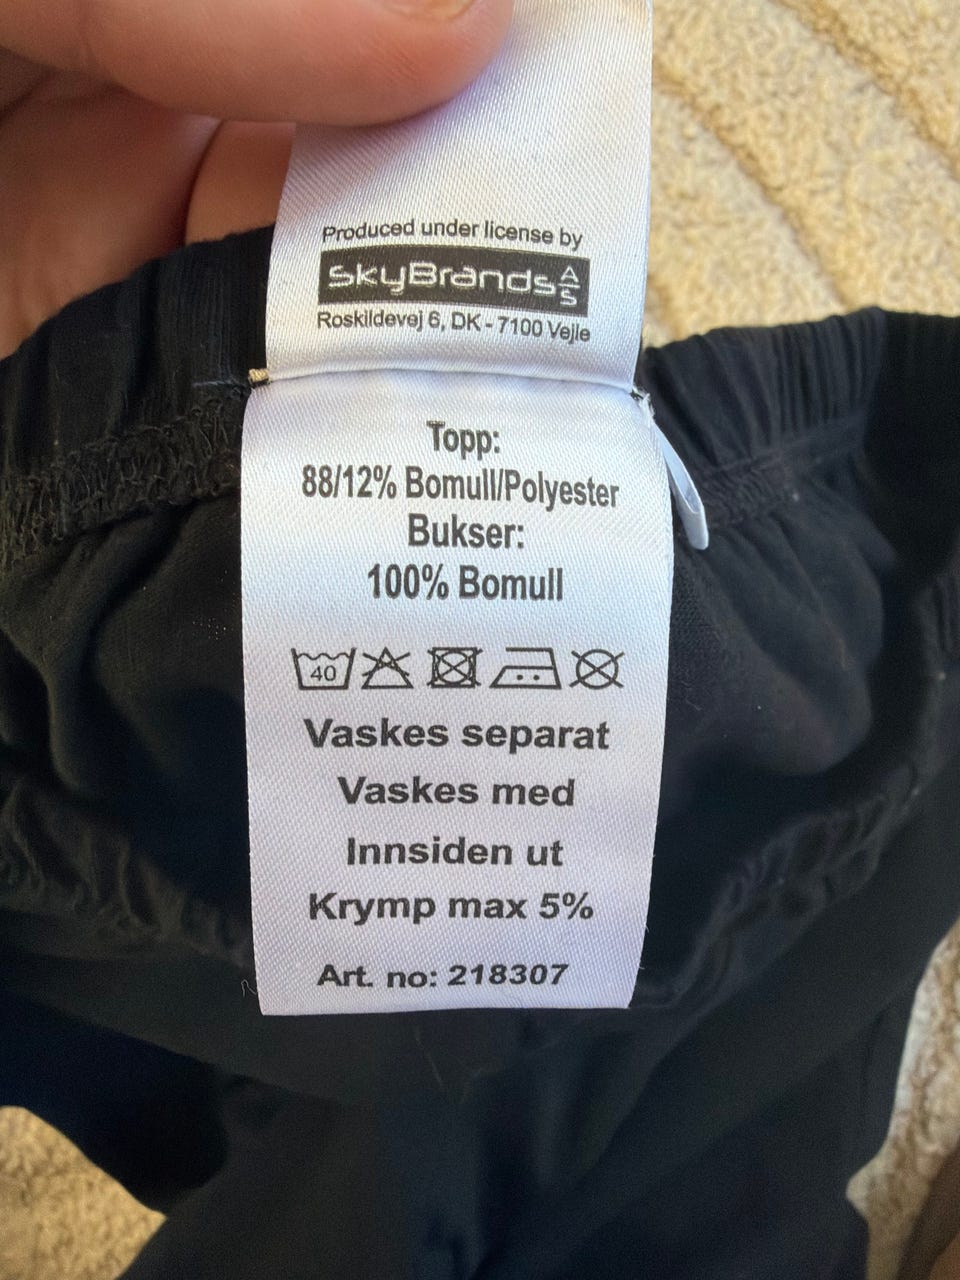 Produced under license by
SkyBrands A/S
Roskildevej 6, DK - 7100 Vejle
Topp:
88/12% Bomull/Polyester
Bukser:
100% Bomull
40
Vaskes separat
Vaskes med
Innsiden ut
Krymp max 5%
Art. no: 218307